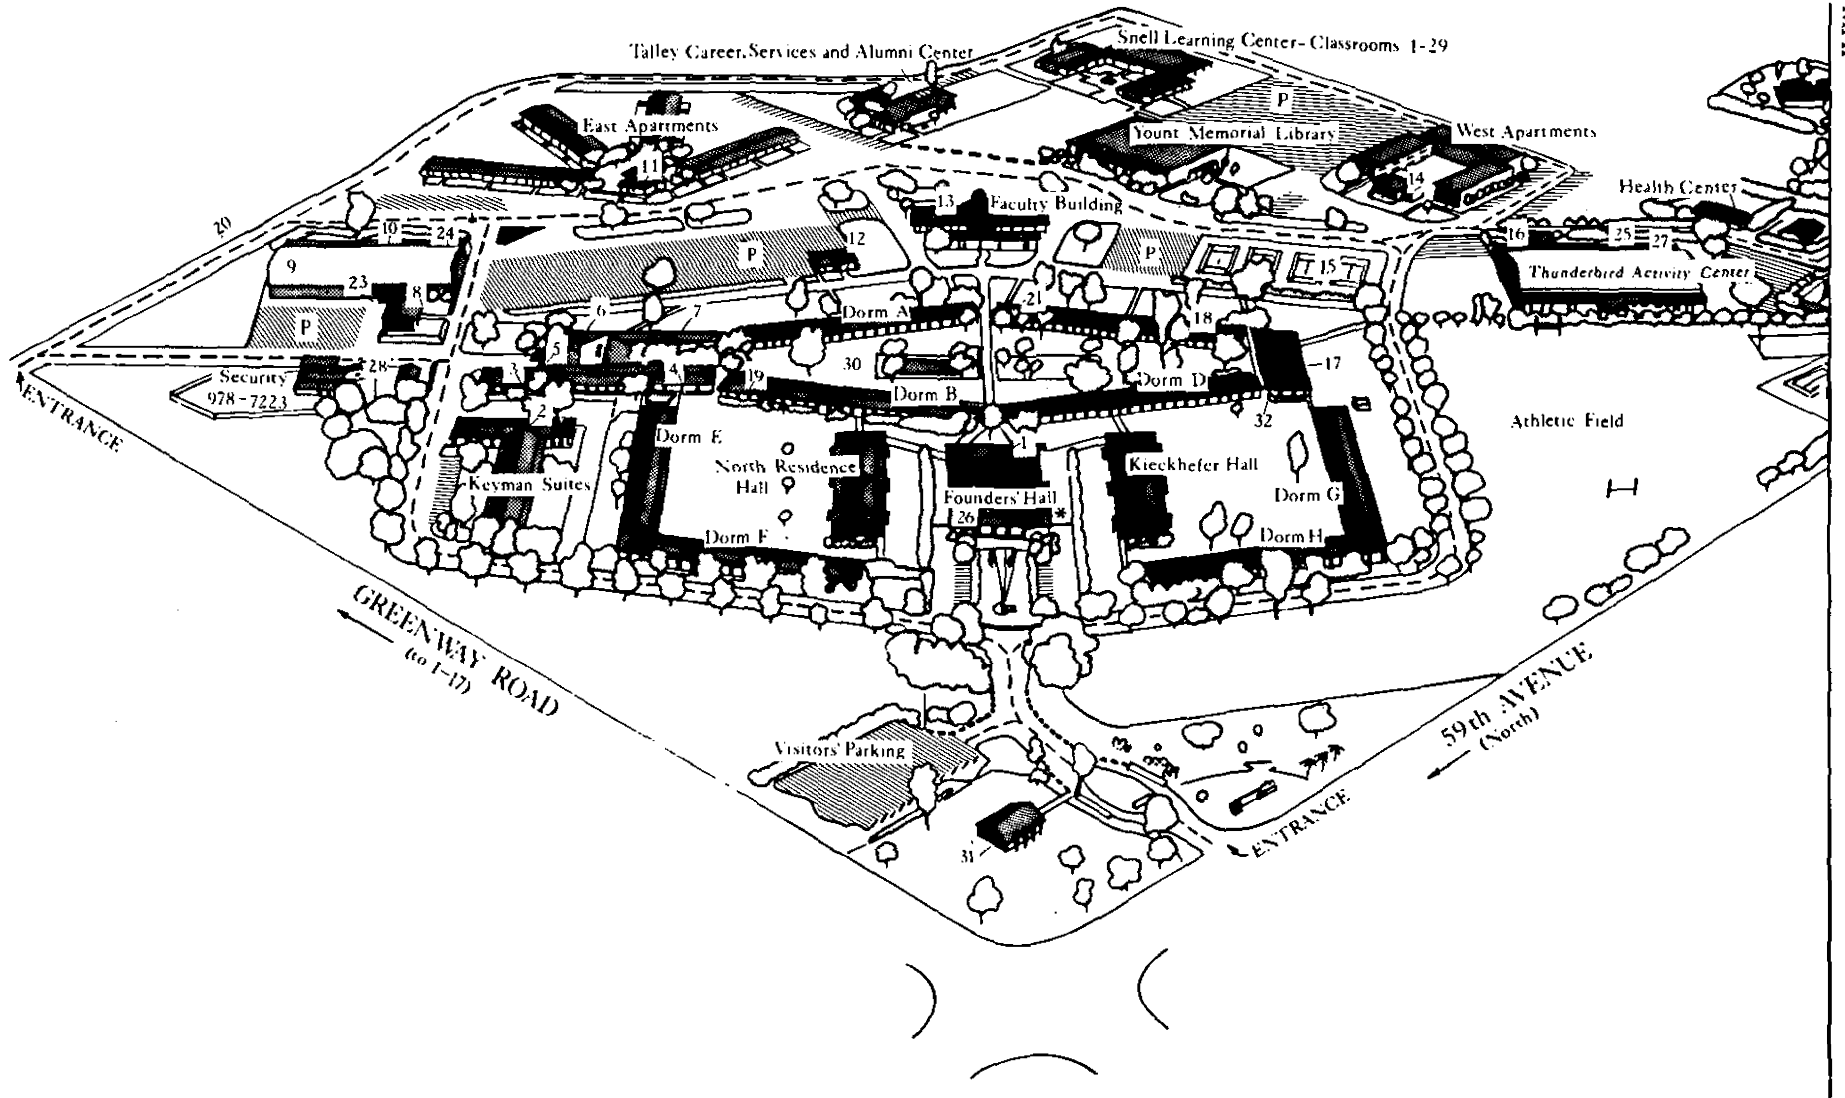 Talley Career, Services and Alumni Center
Snell Learning Center-Classrooms 1-29
P
East Apartments
11
Yount Memorial Library
West Apartments
14
Health Center
20
13
Faculty Building
10
24
12
16
25
27
9
23
8
P
P
15
Thunderbird Activity Center
P
6
7
Dorm A
21
18
5
3
4
19
30
Dorm B
Dorm D
17
Security
978-7223
28
2
32
ENTRANCE
Dorm E
1
Athletic Field
North Residence
Hall
Kieckhefer Hall
Keyman Suites
Founders' Hall
26
*
Dorm G
Dorm F
Dorm H
GREENWAY ROAD
(to I-17)
59th AVENUE
(North)
Visitors' Parking
ENTRANCE
31